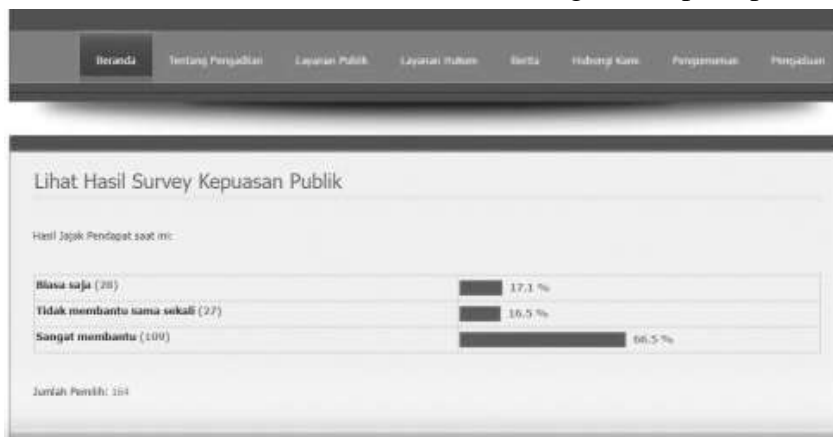 Beranda Tentang Pengadilan Layanan Publik Layanan Hukum Berita Hubungi Kami Pengumuman Pengaduan
Lihat Hasil Survey Kepuasan Publik
Hasil Jajak Pendapat saat ini:
Biasa saja (28) 17.1 %
Tidak membantu sama sekali (27) 16.5 %
Sangat membantu (109) 66.5 %
Jumlah Pemilih: 164